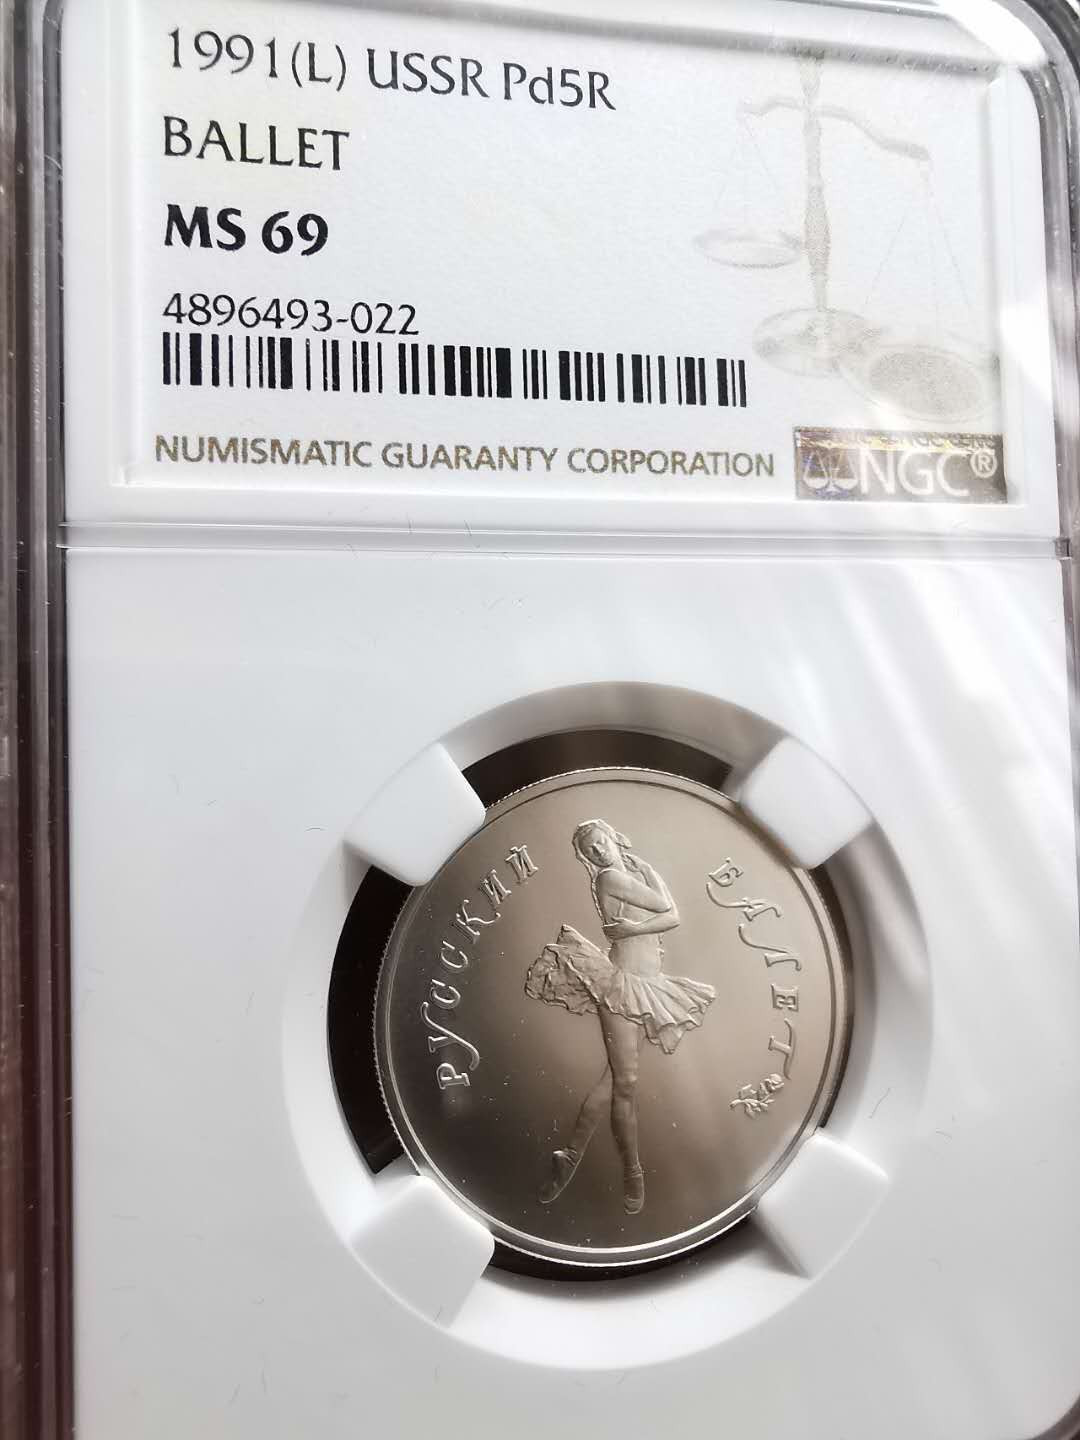 1991(L) USSR Pd5R
BALLET
MS 69
4896493-022
NUMISMATIC GUARANTY CORPORATION
NGC®
РУССКИЙ
БАЛЕТ